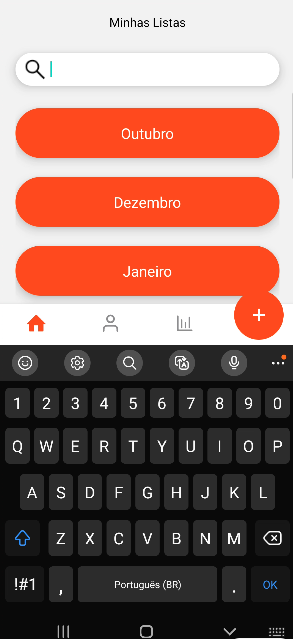 Minhas Listas
Outubro
Dezembro
Janeiro
+
1 2 3 4 5 6 7 8 9 0
Q W E R T Y U I O P
A S D F G H J K L
Z X C V B N M
!#1 , Português (BR) . OK